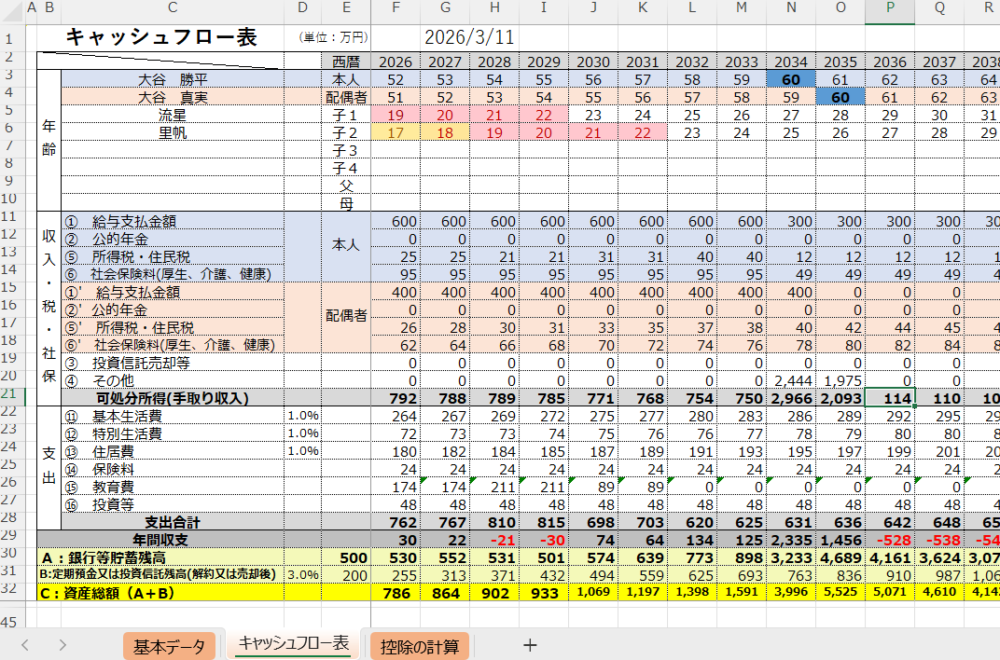 A B C D E F G H I J K L M N O P Q R
1 キャッシュフロー表 (単位：万円) 2026/3/11
2 西暦 2026 2027 2028 2029 2030 2031 2032 2033 2034 2035 2036 2037 2038
3 大谷　勝平 本人 52 53 54 55 56 57 58 59 60 61 62 63 64
4 大谷　真実 配偶者 51 52 53 54 55 56 57 58 59 60 61 62 63
5 流星 子１ 19 20 21 22 23 24 25 26 27 28 29 30 31
6 年齢 里帆 子２ 17 18 19 20 21 22 23 24 25 26 27 28 29
7 子３
8 子４
9 父
10 母
11 ① 給与支払金額 600 600 600 600 600 600 600 600 300 300 300 300 30
12 収入・税・社保 ② 公的年金 本人 0 0 0 0 0 0 0 0 0 0 0 0
13 ⑤ 所得税・住民税 25 25 21 21 31 31 40 40 12 12 12 12 1
14 ⑥ 社会保険料(厚生、介護、健康) 95 95 95 95 95 95 95 95 49 49 49 49 4
15 ①' 給与支払金額 400 400 400 400 400 400 400 400 400 0 0 0
16 ②' 公的年金 配偶者 0 0 0 0 0 0 0 0 0 0 0 0
17 ⑤' 所得税・住民税 26 28 30 31 33 35 37 38 40 42 44 45 4
18 ⑥' 社会保険料(厚生、介護、健康) 62 64 66 68 70 72 74 76 78 80 82 84 8
19 ③ 投資信託売却等 0 0 0 0 0 0 0 0 0 0 0 0
20 ④ その他 0 0 0 0 0 0 0 0 2,444 1,975 0 0
21 可処分所得(手取り収入) 792 788 789 785 771 768 754 750 2,966 2,093 114 110 10
22 ⑪ 基本生活費 1.0% 264 267 269 272 275 277 280 283 286 289 292 295 29
23 ⑫ 特別生活費 1.0% 72 73 73 74 75 76 76 77 78 79 80 80 8
24 支出 ⑬ 住居費 1.0% 180 182 184 185 187 189 191 193 195 197 199 201 20
25 ⑭ 保険料 24 24 24 24 24 24 24 24 24 24 24 24 2
26 ⑮ 教育費 174 174 211 211 89 89 0 0 0 0 0 0
27 ⑯ 投資等 48 48 48 48 48 48 48 48 48 48 48 48 4
28 支出合計 762 767 810 815 698 703 620 625 631 636 642 648 65
29 年間収支 30 22 -21 -30 74 64 134 125 2,335 1,456 -528 -538 -54
30 A：銀行等貯蓄残高 500 530 552 531 501 574 639 773 898 3,233 4,689 4,161 3,624 3,07
31 B:定期預金又は投資信託残高(解約又は売却後) 3.0% 200 255 313 371 432 494 559 625 693 763 836 910 987 1,06
32 C：資産総額（A＋B） 786 864 902 933 1,069 1,197 1,398 1,591 3,996 5,525 5,071 4,610 4,14
45
基本データ キャッシュフロー表 控除の計算 +